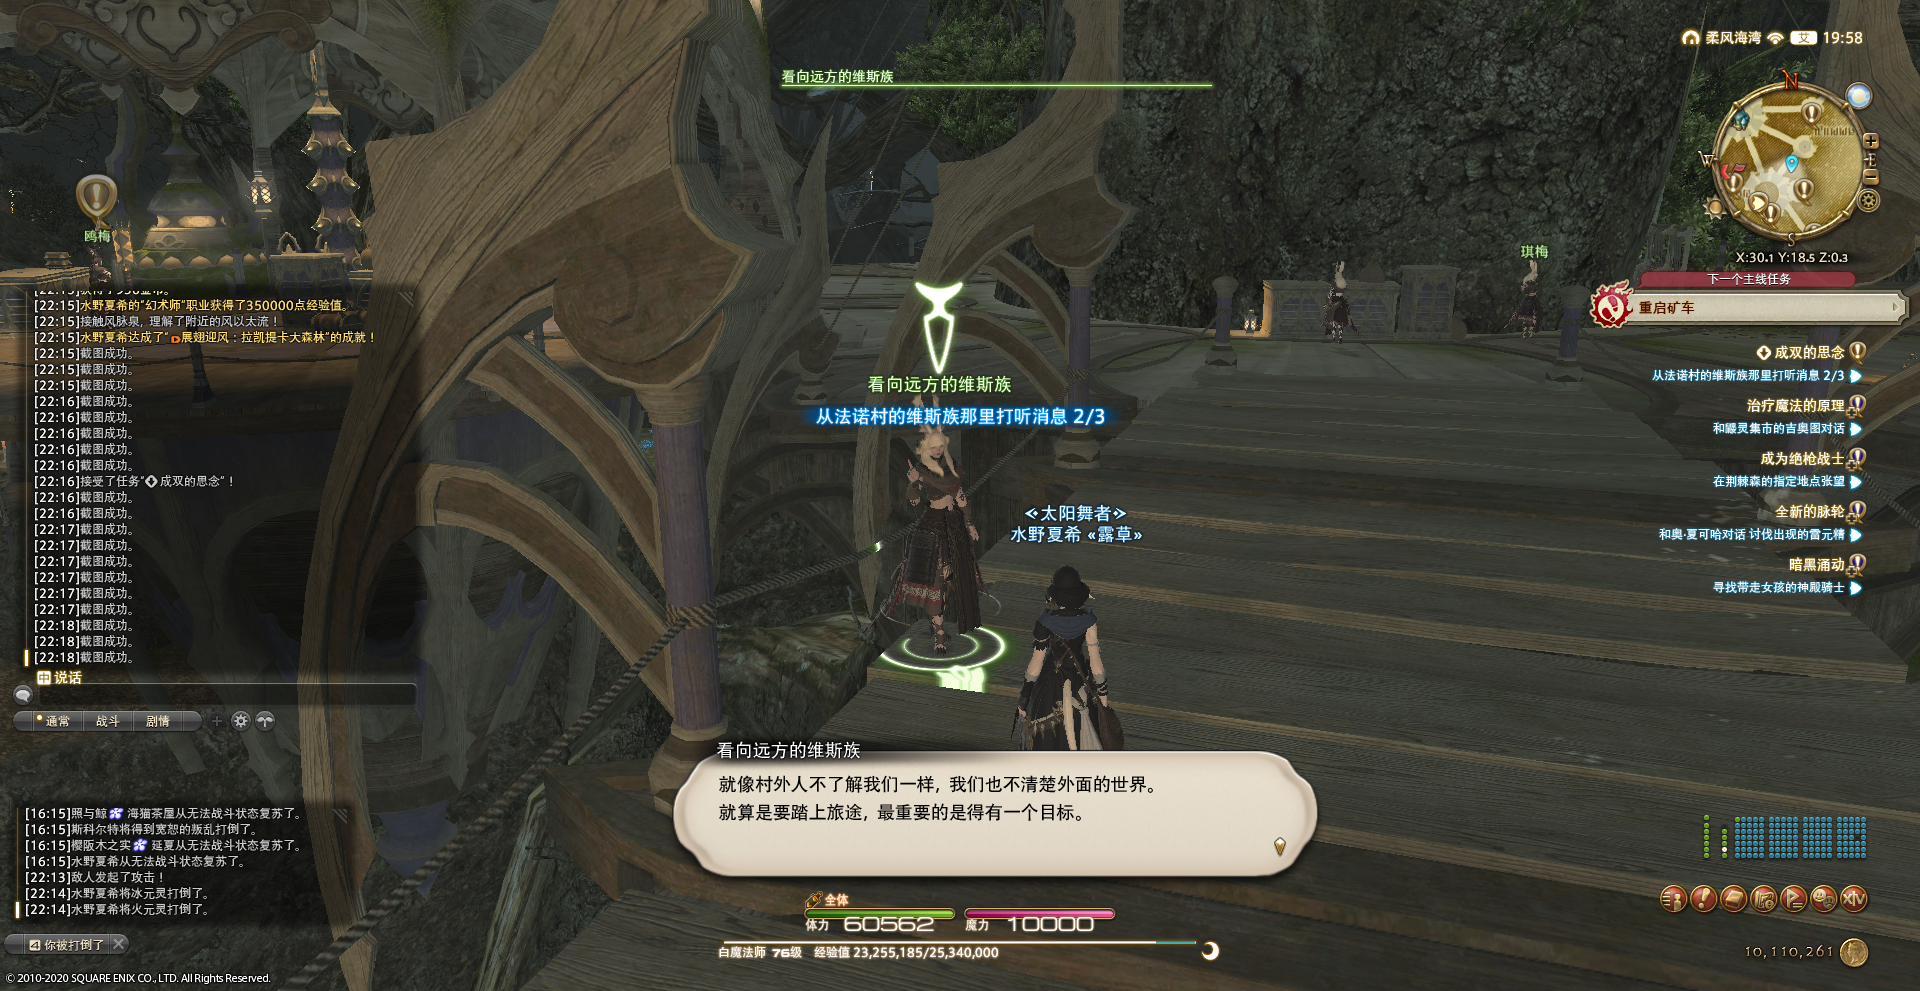 柔风海湾 艾 19:58
看向远方的维斯族
N
W
E
S
X:30.1 Y:18.5 Z:0.3
下一个主线任务
重启矿车
成双的思念
从法诺村的维斯族那里打听消息 2/3
治疗魔法的原理
和鼹灵集市的吉奥图对话
成为绝枪战士
在荆棘森的指定地点张望
全新的脉轮
和奥·夏可哈对话 讨伐出现的雷元精
暗黑涌动
寻找带走女孩的神殿骑士
鸥梅
琪梅
看向远方的维斯族
从法诺村的维斯族那里打听消息 2/3
«太阳舞者»
水野夏希 «露草»
[22:15]水野夏希的“幻术师”职业获得了350000点经验值。
[22:15]接触风脉泉，理解了附近的风以太流！
[22:15]水野夏希达成了“展翅迎风：拉凯提卡大森林”的成就！
[22:15]截图成功。
[22:15]截图成功。
[22:15]截图成功。
[22:16]截图成功。
[22:16]截图成功。
[22:16]截图成功。
[22:16]截图成功。
[22:16]截图成功。
[22:16]接受了任务“成双的思念”！
[22:16]截图成功。
[22:16]截图成功。
[22:17]截图成功。
[22:17]截图成功。
[22:17]截图成功。
[22:17]截图成功。
[22:17]截图成功。
[22:17]截图成功。
[22:18]截图成功。
[22:18]截图成功。
[22:18]截图成功。
说话
通常 战斗 剧情
看向远方的维斯族
就像村外人不了解我们一样，我们也不清楚外面的世界。
就算是要踏上旅途，最重要的是得有一个目标。
[16:15]照与鲸 海猫茶屋从无法战斗状态复苏了。
[16:15]斯科尔特将得到宽恕的叛乱打倒了。
[16:15]樱阪木之实 延夏从无法战斗状态复苏了。
[16:15]水野夏希从无法战斗状态复苏了。
[22:13]敌人发起了攻击！
[22:14]水野夏希将冰元灵打倒了。
[22:14]水野夏希将火元灵打倒了。
4 你被打倒了
全体
体力 60562 魔力 10000
白魔法师 76级 经验值 23,255,185/25,340,000
XIV
10,110,261
© 2010-2020 SQUARE ENIX CO., LTD. All Rights Reserved.